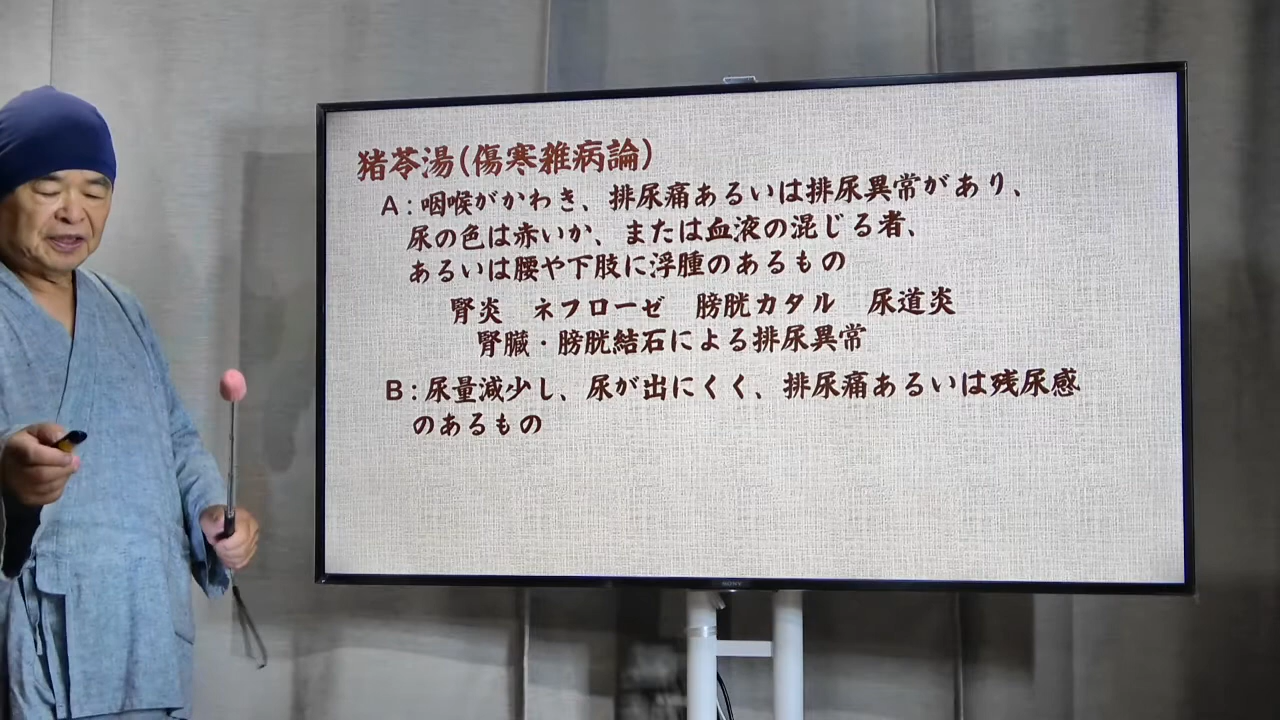 猪苓湯(傷寒雑病論)
A:咽喉がかわき、排尿痛あるいは排尿異常があり、
尿の色は赤いか、または血液の混じる者、
あるいは腰や下肢に浮腫のあるもの
腎炎 ネフローゼ 膀胱カタル 尿道炎
腎臓・膀胱結石による排尿異常
B:尿量減少し、尿が出にくく、排尿痛あるいは残尿感
のあるもの
SONY